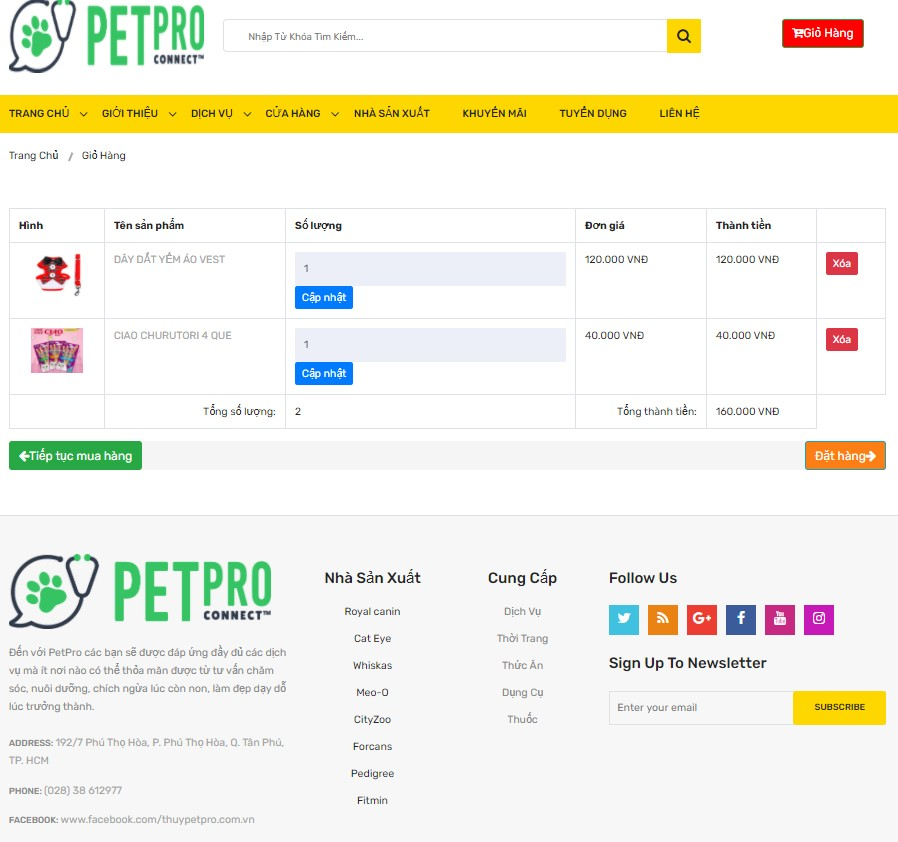 PETPRO
CONNECT™
Nhập Từ Khóa Tìm Kiếm...
Giỏ Hàng
TRANG CHỦ GIỚI THIỆU DỊCH VỤ CỬA HÀNG NHÀ SẢN XUẤT KHUYẾN MÃI TUYỂN DỤNG LIÊN HỆ
Trang Chủ / Giỏ Hàng
Hình Tên sản phẩm Số lượng Đơn giá Thành tiền
DÂY DẮT YẾM ÁO VEST 1 120.000 VNĐ 120.000 VNĐ Xóa
Cập nhật
CIAO
CIAO CHURUTORI 4 QUE 1 40.000 VNĐ 40.000 VNĐ Xóa
Cập nhật
Tổng số lượng: 2 Tổng thành tiền: 160.000 VNĐ
Tiếp tục mua hàng Đặt hàng
PETPRO
CONNECT™
Đến với PetPro các bạn sẽ được đáp ứng đầy đủ các dịch
vụ mà ít nơi nào có thể thỏa mãn được từ tư vấn chăm
sóc, nuôi dưỡng, chích ngừa lúc còn non, làm đẹp dạy dỗ
lúc trưởng thành.
ADDRESS: 192/7 Phú Thọ Hòa, P. Phú Thọ Hòa, Q. Tân Phú,
TP. HCM
PHONE: (028) 38 612977
FACEBOOK: www.facebook.com/thuypetpro.com.vn
Nhà Sản Xuất
Royal canin
Cat Eye
Whiskas
Meo-O
CityZoo
Forcans
Pedigree
Fitmin
Cung Cấp
Dịch Vụ
Thời Trang
Thức Ăn
Dụng Cụ
Thuốc
Follow Us
G+ f You Tube
Sign Up To Newsletter
Enter your email SUBSCRIBE